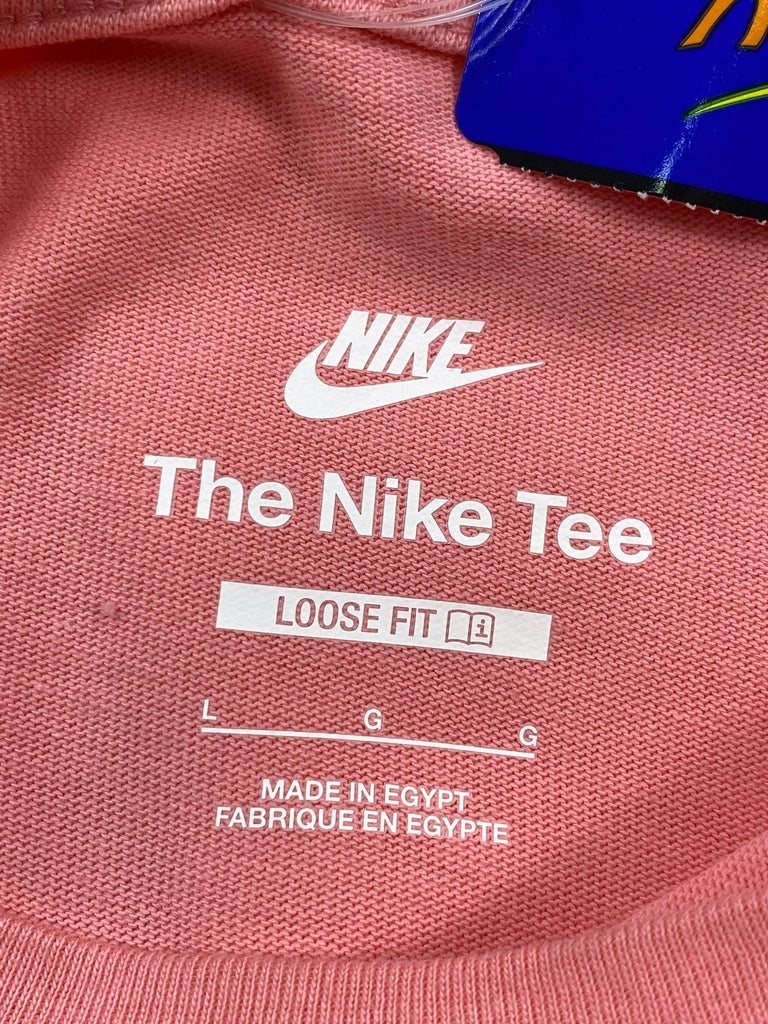 NIKE
The Nike Tee
LOOSE FIT
L G G
MADE IN EGYPT
FABRIQUE EN EGYPTE